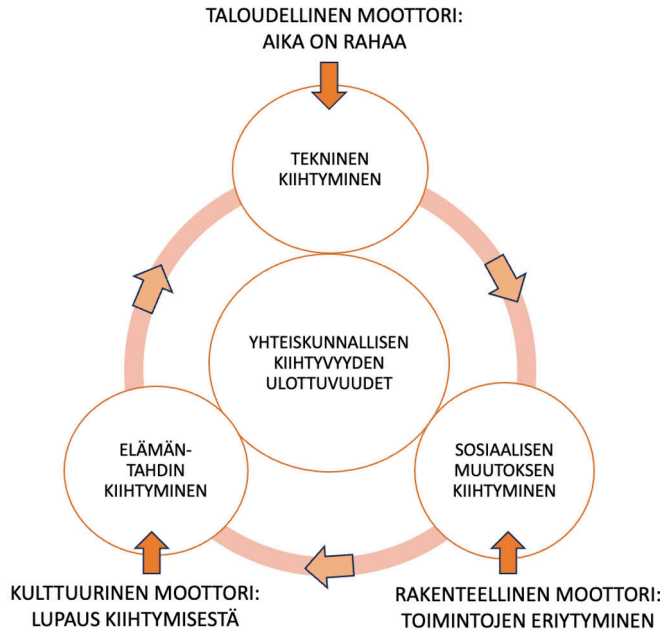 TALOUDELLINEN MOOTTORI:
AIKA ON RAHAA
TEKNINEN
KIIHTYMINEN
YHTEISKUNNALLISEN
KIIHTYVYYDEN
ULOTTUVUUDET
ELÄMÄN-
TAHDIN
KIIHTYMINEN
SOSIAALISEN
MUUTOKSEN
KIIHTYMINEN
KULTTUURINEN MOOTTORI:
LUPAUS KIIHTYMISESTÄ
RAKENTEELLINEN MOOTTORI:
TOIMINTOJEN ERIYTYMINEN